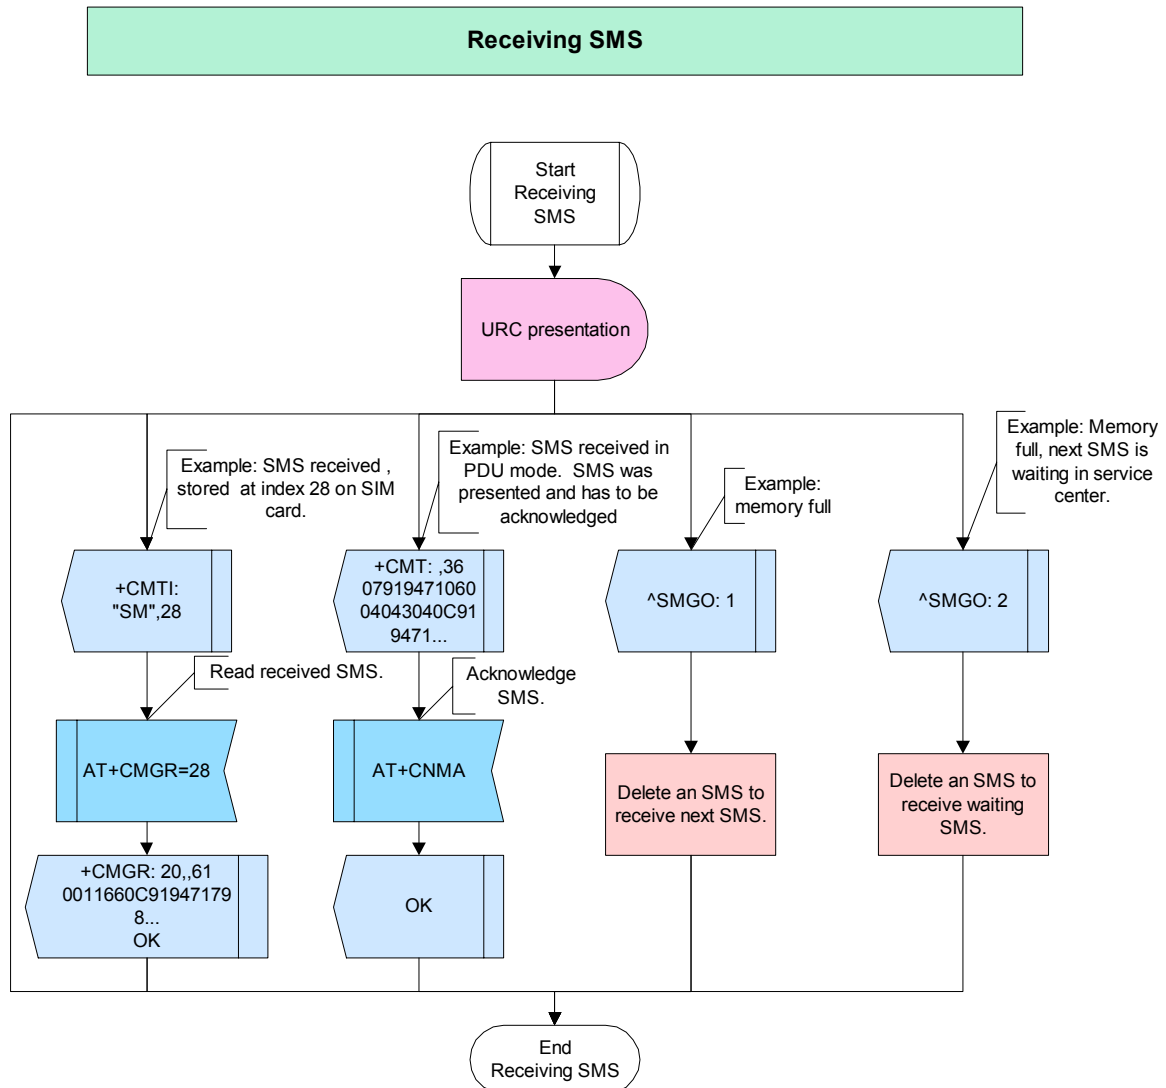 Receiving SMS
Start
Receiving
SMS
URC presentation
Example: SMS received ,
stored at index 28 on SIM
card.
Example: SMS received in
PDU mode. SMS was
presented and has to be
acknowledged
Example:
memory full
Example: Memory
full, next SMS is
waiting in service
center.
+CMTI:
"SM",28
+CMT: ,36
07919471060
04043040C91
9471...
^SMGO: 1
^SMGO: 2
Read received SMS.
Acknowledge
SMS.
AT+CMGR=28
AT+CNMA
Delete an SMS to
receive next SMS.
Delete an SMS to
receive waiting
SMS.
+CMGR: 20,,61
0011660C91947179
8...
OK
OK
End
Receiving SMS